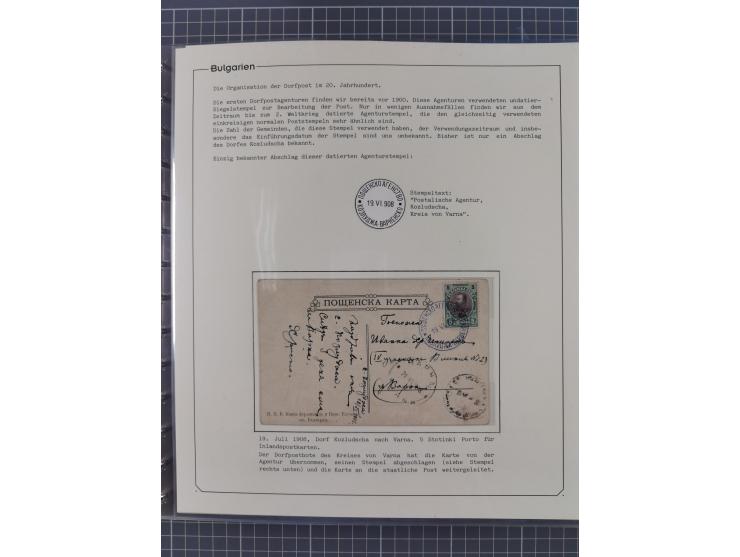 Bulgarien
Die Organisation der Dorfpost im 20. Jahrhundert.
Die ersten Dorfpostagenturen finden wir bereits vor 1900. Diese Agenturen verwendeten undatier-
Siegelstempel zur Bearbeitung der Post. Nur in wenigen Ausnahmefällen finden wir aus dem
Zeitraum bis zum 2. Weltkrieg datierte Agenturstempel, die den gleichzeitig verwendeten
einkreisigen normalen Poststempeln sehr ähnlich sind.
Die Zahl der Gemeinden, die diese Stempel verwendet haben, der Verwendungszeitraum und insbe-
sondere das Einführungsdatum der Stempel sind uns unbekannt. Bisher ist nur ein Abschlag
des Dorfes Kozludscha bekannt.
Einzig bekannter Abschlag dieser datierten Agenturstempel:
ПОЩЕНСКО АГЕНСТВО
19 VI 908
КОЗЛУДЖА-ВАРНЕНСКО
Stempeltext:
"Postalische Agentur,
Kozludscha,
Kreis von Varna".
ПОЩЕНСКА КАРТА
19. Juli 1908, Dorf Kozludscha nach Varna. 5 Stotinki Porto für
Inlandspostkarten.
Der Dorfpostbote des Kreises von Varna hat die Karte von der
Agentur übernommen, seinen Stempel abgeschlagen (siehe Stempel
rechts unten) und die Karte an die staatliche Post weitergeleitet.